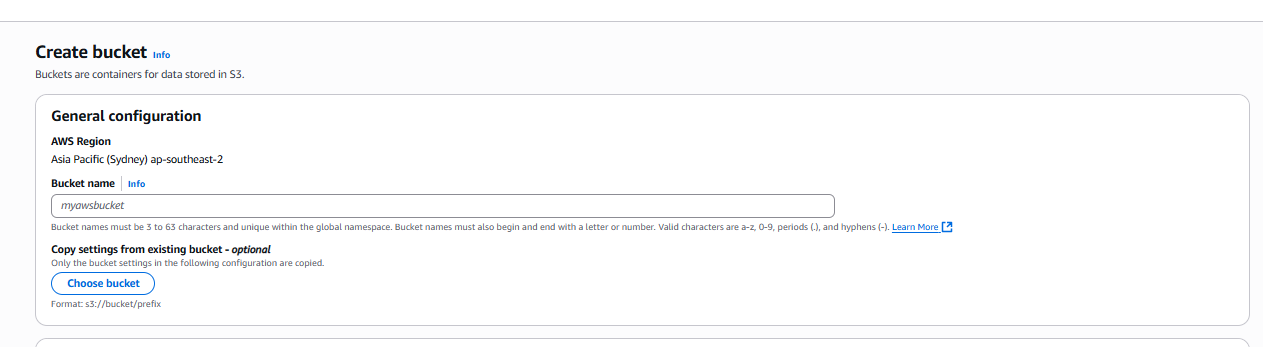 Create bucket Info
Buckets are containers for data stored in S3.
General configuration
AWS Region
Asia Pacific (Sydney) ap-southeast-2
Bucket name Info
myawsbucket
Bucket names must be 3 to 63 characters and unique within the global namespace. Bucket names must also begin and end with a letter or number. Valid characters are a-z, 0-9, periods (.), and hyphens (-). Learn More
Copy settings from existing bucket - optional
Only the bucket settings in the following configuration are copied.
Choose bucket
Format: s3://bucket/prefix